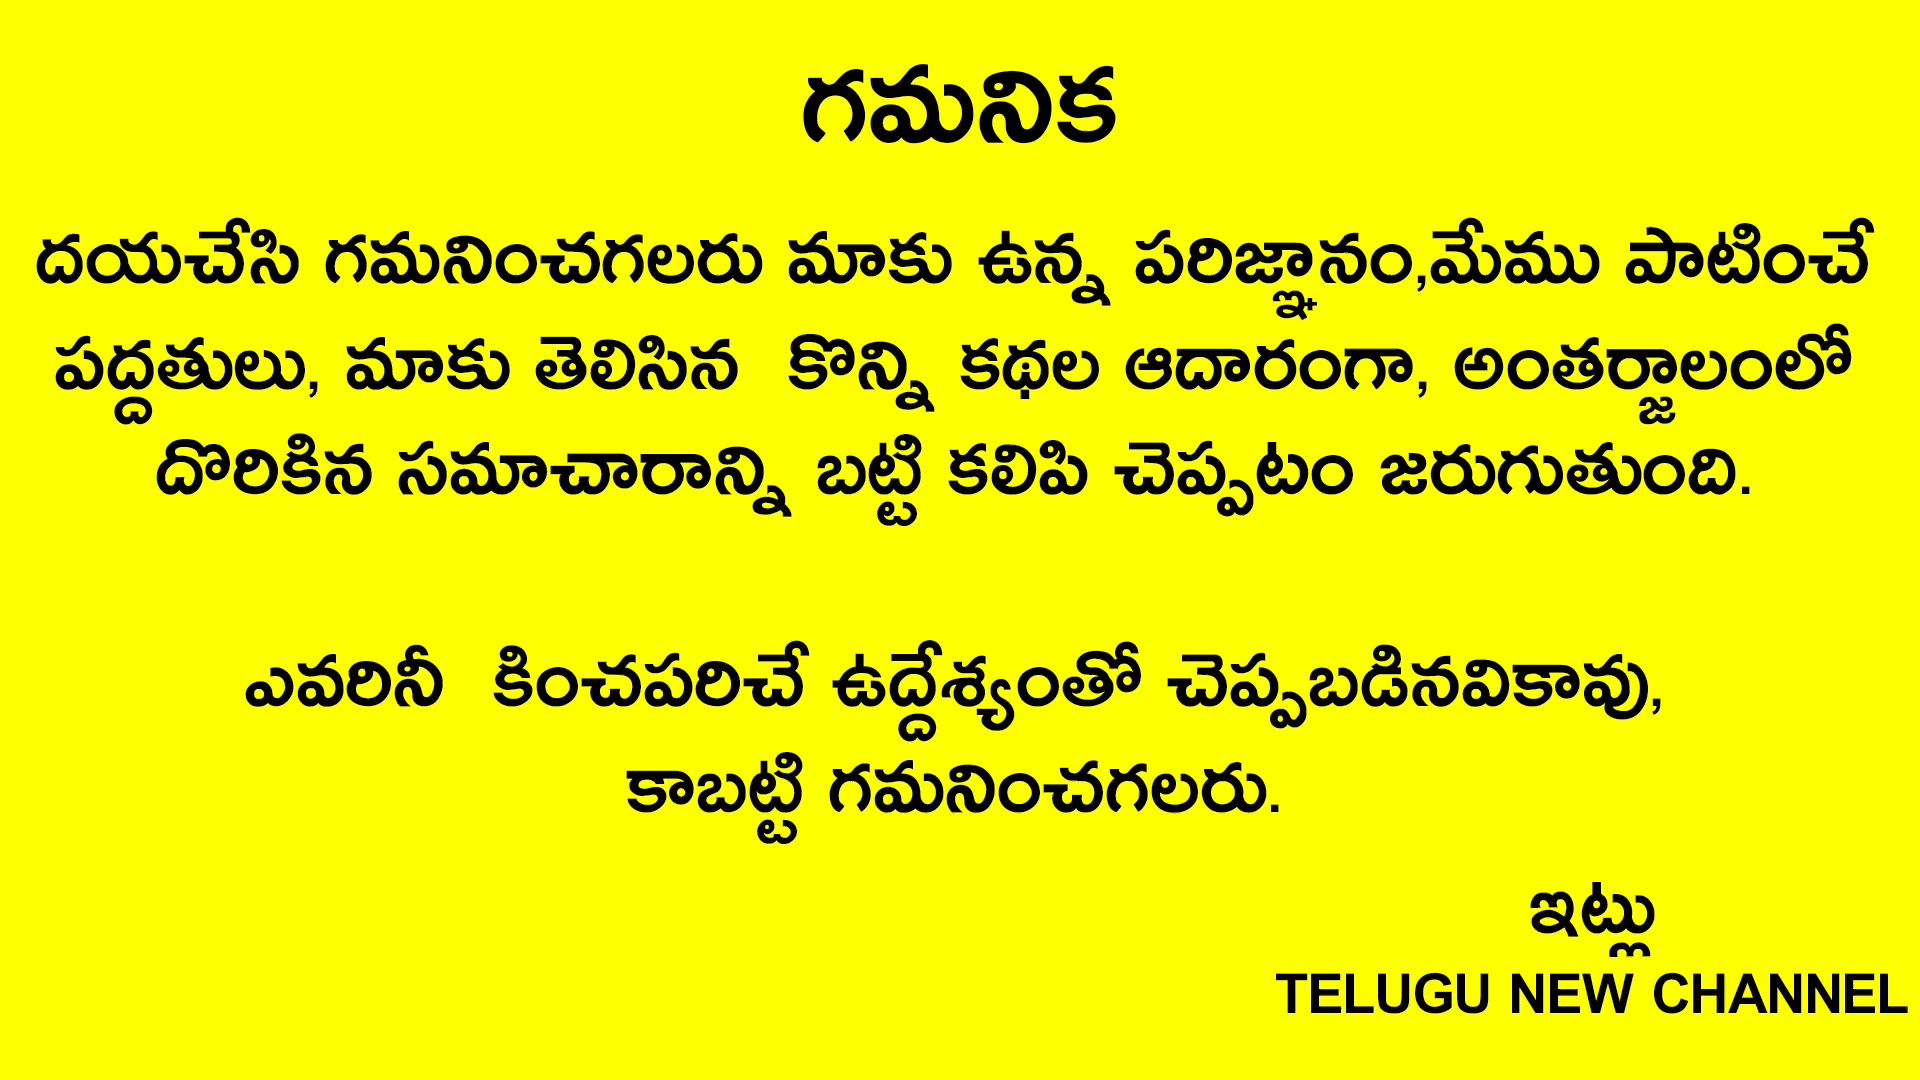 గమనిక
దయచేసి గమనించగలరు మాకు ఉన్న పరిజ్ఞానం,మేము పాటించే
పద్దతులు, మాకు తెలిసిన కొన్ని కథల ఆదారంగా, అంతర్జాలంలో
దొరికిన సమాచారాన్ని బట్టి కలిపి చెప్పటం జరుగుతుంది.
ఎవరినీ కించపరిచే ఉద్దేశ్యంతో చెప్పబడినవికావు,
కాబట్టి గమనించగలరు.
ఇట్లు
TELUGU NEW CHANNEL